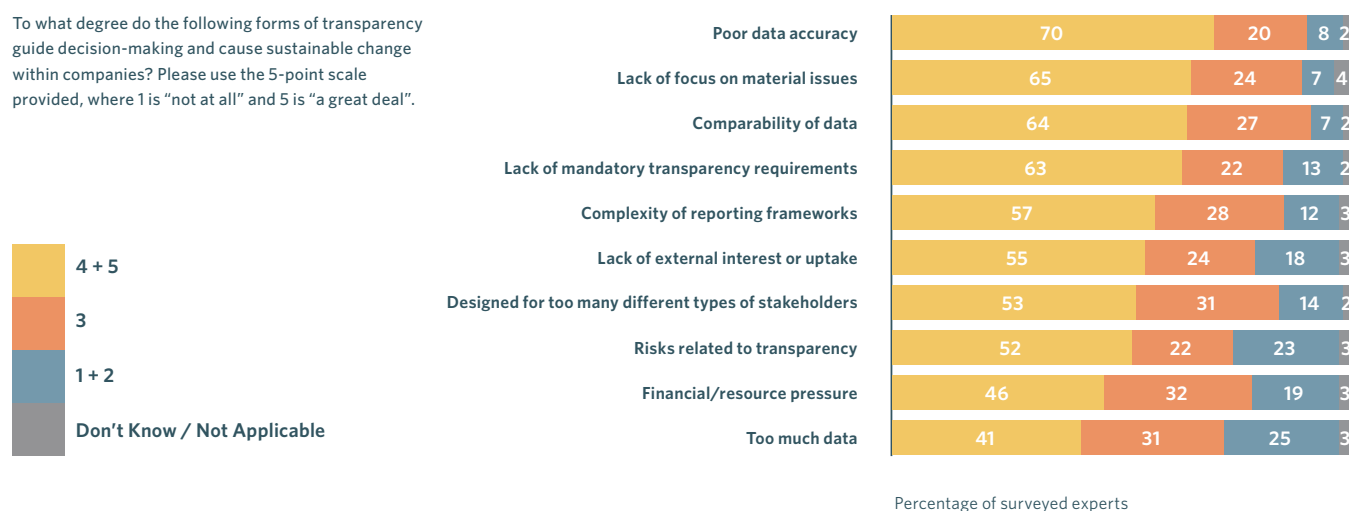 To what degree do the following forms of transparency
guide decision-making and cause sustainable change
within companies? Please use the 5-point scale
provided, where 1 is “not at all” and 5 is “a great deal”.
4 + 5
3
1 + 2
Don’t Know / Not Applicable
Poor data accuracy 70 20 8 2
Lack of focus on material issues 65 24 7 4
Comparability of data 64 27 7 2
Lack of mandatory transparency requirements 63 22 13 2
Complexity of reporting frameworks 57 28 12 3
Lack of external interest or uptake 55 24 18 3
Designed for too many different types of stakeholders 53 31 14 2
Risks related to transparency 52 22 23 3
Financial/resource pressure 46 32 19 3
Too much data 41 31 25 3
Percentage of surveyed experts